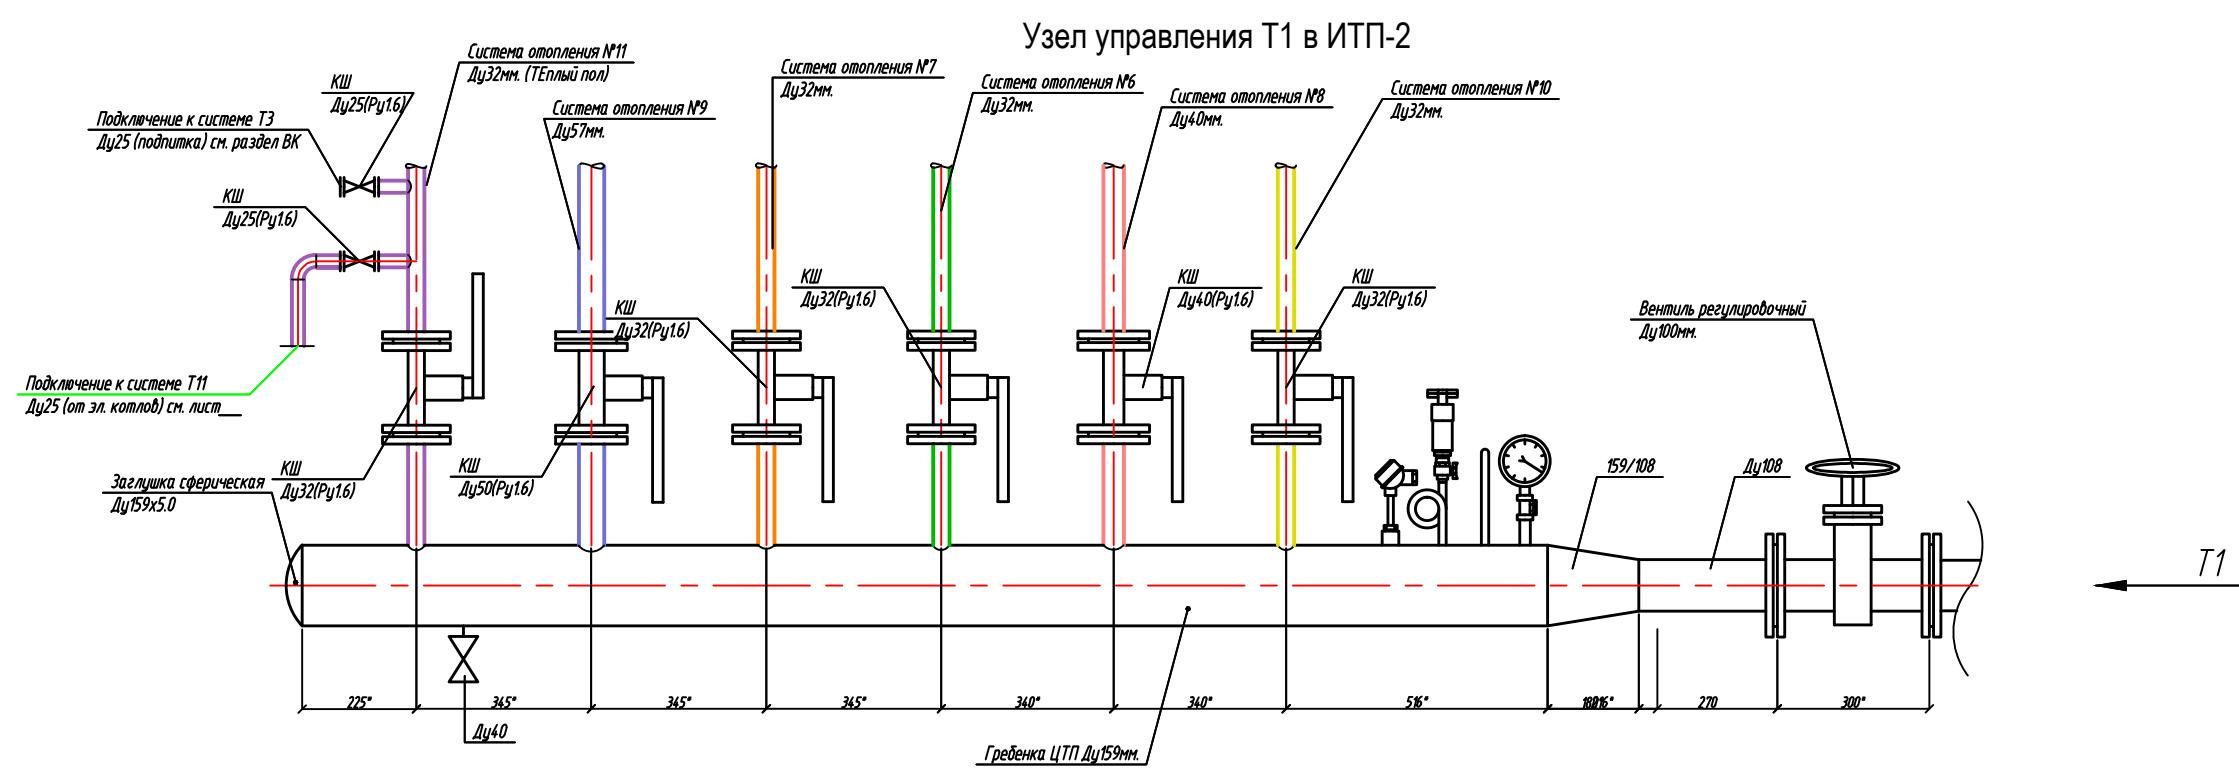 Узел управления Т1 в ИТП-2
Система отопления №11
Ду32мм. (ТЕплый пол)
КШ
Ду25(Ру1.6)
Подключение к системе Т3
Ду25 (подпитка) см. раздел ВК
КШ
Ду25(Ру1.6)
Система отопления №9
Ду57мм.
Система отопления №7
Ду32мм.
Система отопления №6
Ду32мм.
Система отопления №8
Ду40мм.
Система отопления №10
Ду32мм.
КШ
Ду32(Ру1.6)
КШ
Ду32(Ру1.6)
КШ
Ду40(Ру1.6)
КШ
Ду32(Ру1.6)
Вентиль регулировочный
Ду100мм.
Подключение к системе Т11
Ду25 (от эл. котлов) см. лист___
КШ
Ду32(Ру1.6)
КШ
Ду50(Ру1.6)
Заглушка сферическая
Ду159х5.0
159/108
Ду108
Т1
225*
345*
345*
345*
340*
340*
516*
270
300*
Ду40
Гребенка ЦТП Ду159мм.